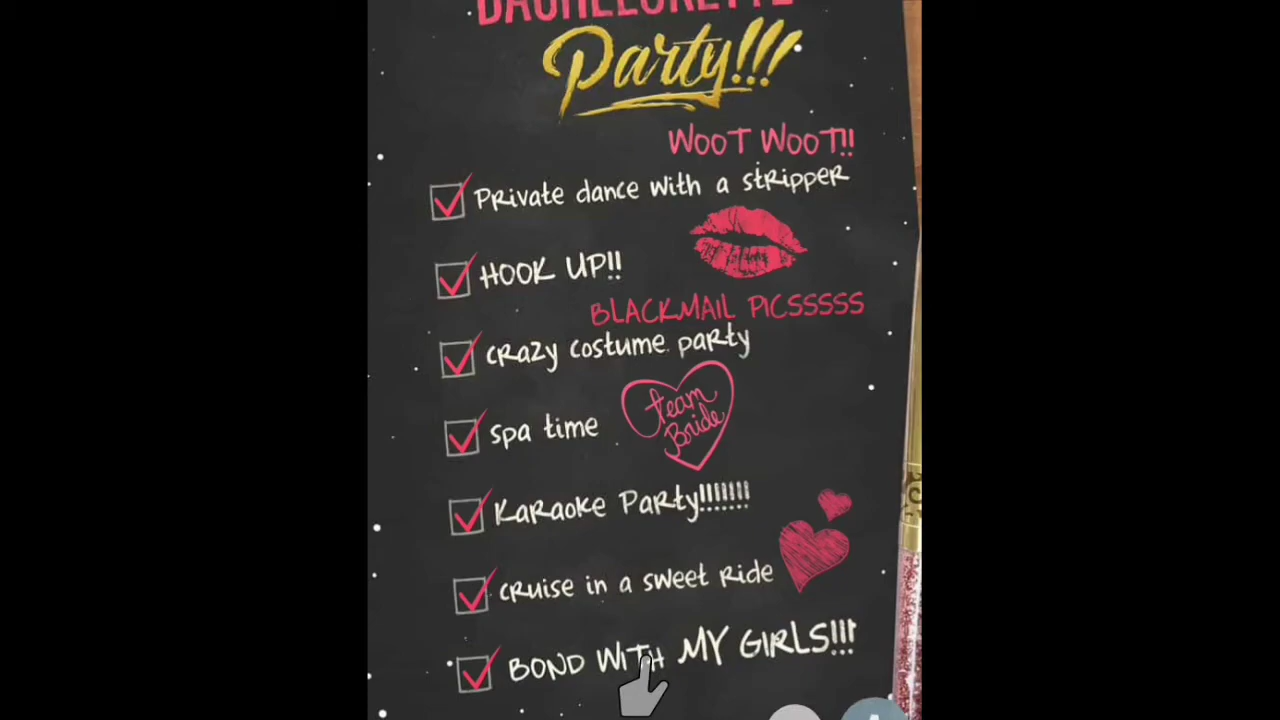 BACHELORETTE
Party!!!
WOOT WOOT!!
Private dance with a stripper
HOOK UP!!
BLACKMAIL PICSSSSS
crazy costume party
spa time
team
Bride
Karaoke Party!!!!!!!
cruise in a sweet ride
BOND WITH MY GIRLS!!!